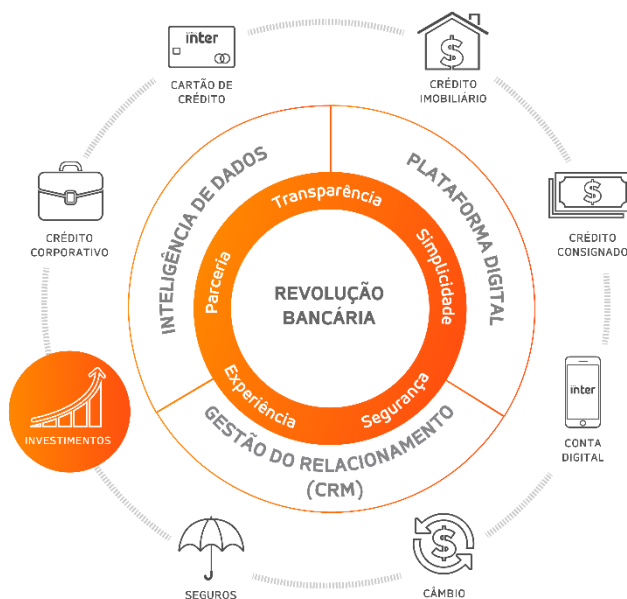 inter
CARTÃO DE
CRÉDITO
$
CRÉDITO
IMOBILIÁRIO
$
CRÉDITO
CONSIGNADO
inter
CONTA
DIGITAL
$
CÂMBIO
SEGUROS
INVESTIMENTOS
CRÉDITO
CORPORATIVO
INTELIGÊNCIA DE DADOS
PLATAFORMA DIGITAL
GESTÃO DO RELACIONAMENTO
(CRM)
Transparência
Simplicidade
Segurança
Experiência
Parceria
REVOLUÇÃO
BANCÁRIA